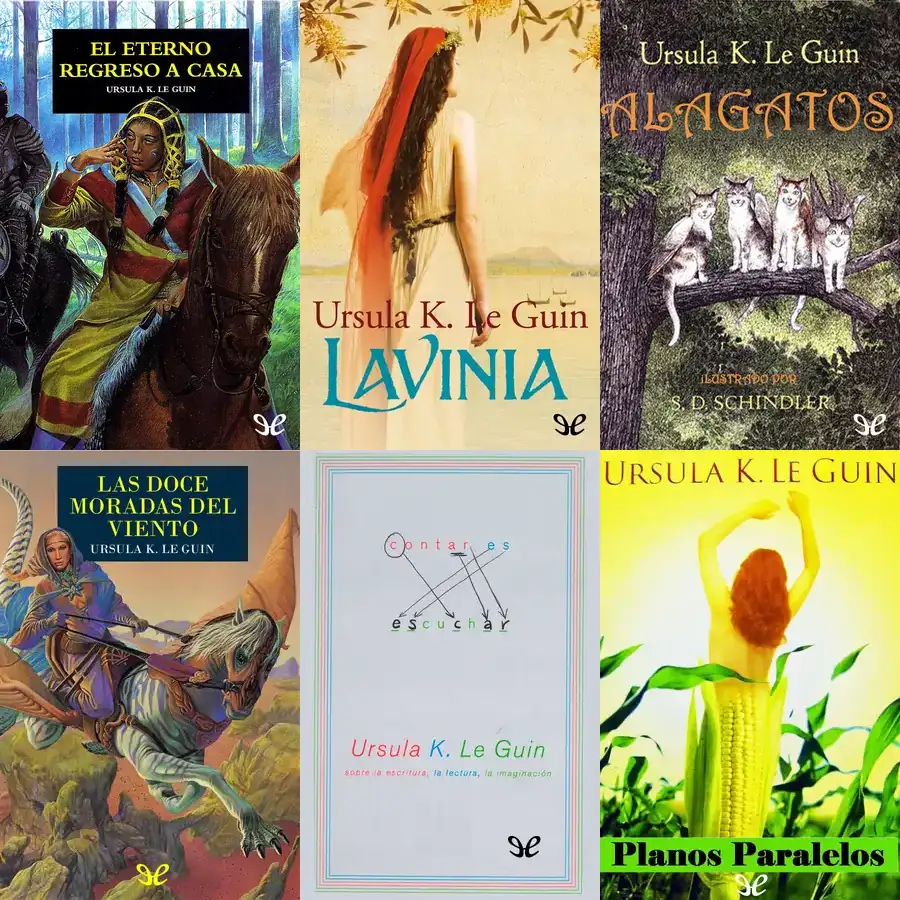 EL ETERNO
REGRESO A CASA
URSULA K. LE GUIN
Ursula K. Le Guin
LAVINIA
Ursula K. Le Guin
ALAGATOS
ILUSTRADO POR
S. D. SCHINDLER
LAS DOCE
MORADAS DEL
VIENTO
URSULA K. LE GUIN
contar es
escuchar
Ursula K. Le Guin
sobre la escritura, la lectura, la imaginación
URSULA K. LE GUIN
Planos Paralelos